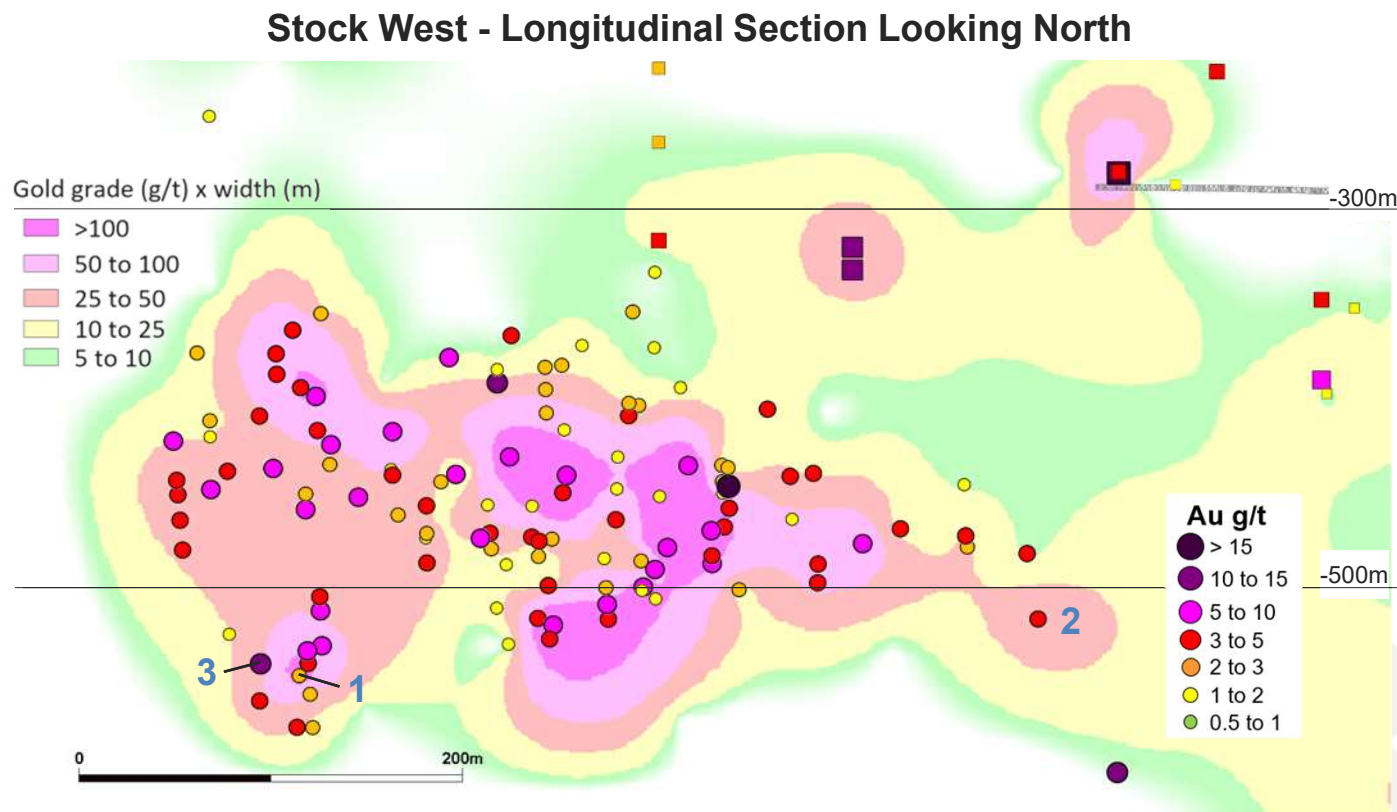 Stock West - Longitudinal Section Looking North
Gold grade (g/t) x width (m)
-300m
>100
50 to 100
25 to 50
10 to 25
5 to 10
Au g/t
> 15
-500m
10 to 15
5 to 10
3 to 5
2
2 to 3
3
1
1 to 2
0.5 to 1
0
200m